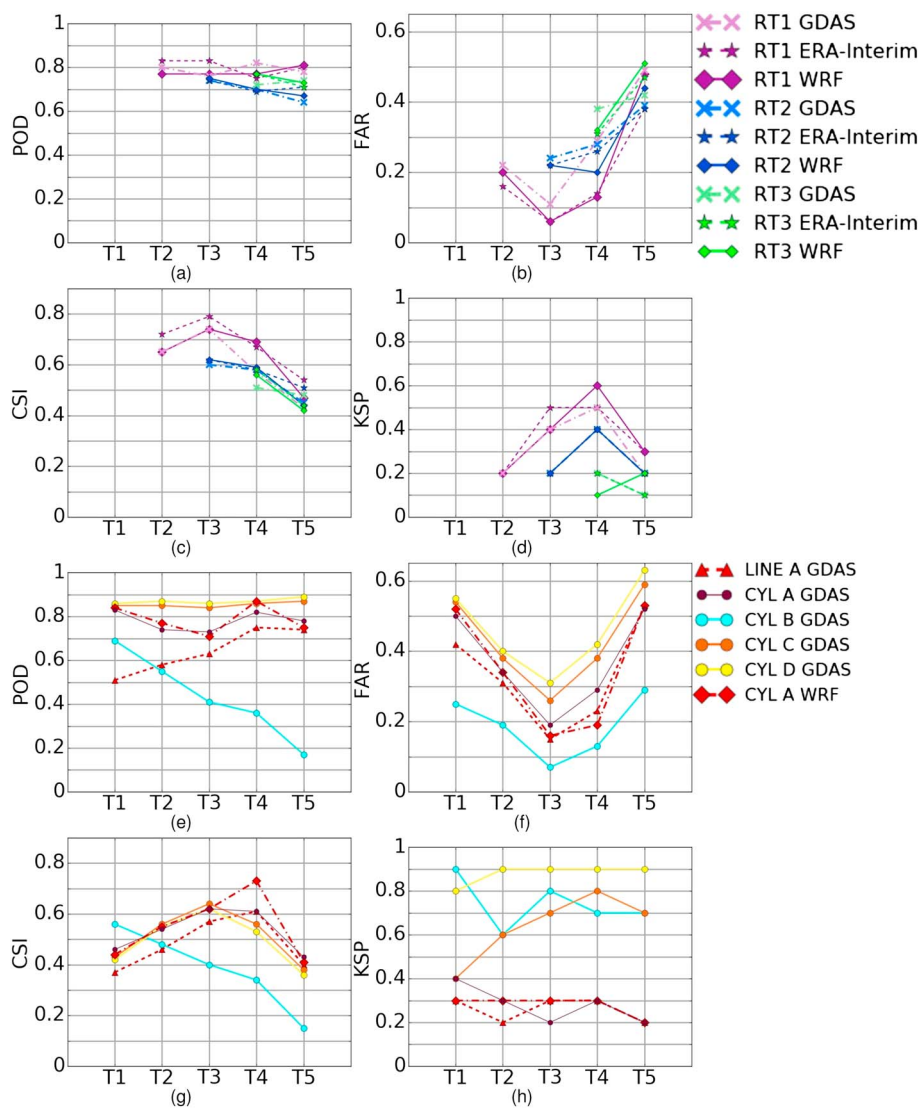 1
0.8
0.6
0.4
0.2
0
POD
T1 T2 T3 T4 T5
(a)
0.6
0.4
0.2
0
FAR
T1 T2 T3 T4 T5
(b)
RT1 GDAS
RT1 ERA-Interim
RT1 WRF
RT2 GDAS
RT2 ERA-Interim
RT2 WRF
RT3 GDAS
RT3 ERA-Interim
RT3 WRF
0.8
0.6
0.4
0.2
0
CSI
T1 T2 T3 T4 T5
(c)
1
0.8
0.6
0.4
0.2
0
KSP
T1 T2 T3 T4 T5
(d)
1
0.8
0.6
0.4
0.2
0
POD
T1 T2 T3 T4 T5
(e)
0.6
0.4
0.2
0
FAR
T1 T2 T3 T4 T5
(f)
LINE A GDAS
CYL A GDAS
CYL B GDAS
CYL C GDAS
CYL D GDAS
CYL A WRF
0.8
0.6
0.4
0.2
0
CSI
T1 T2 T3 T4 T5
(g)
1
0.8
0.6
0.4
0.2
0
KSP
T1 T2 T3 T4 T5
(h)